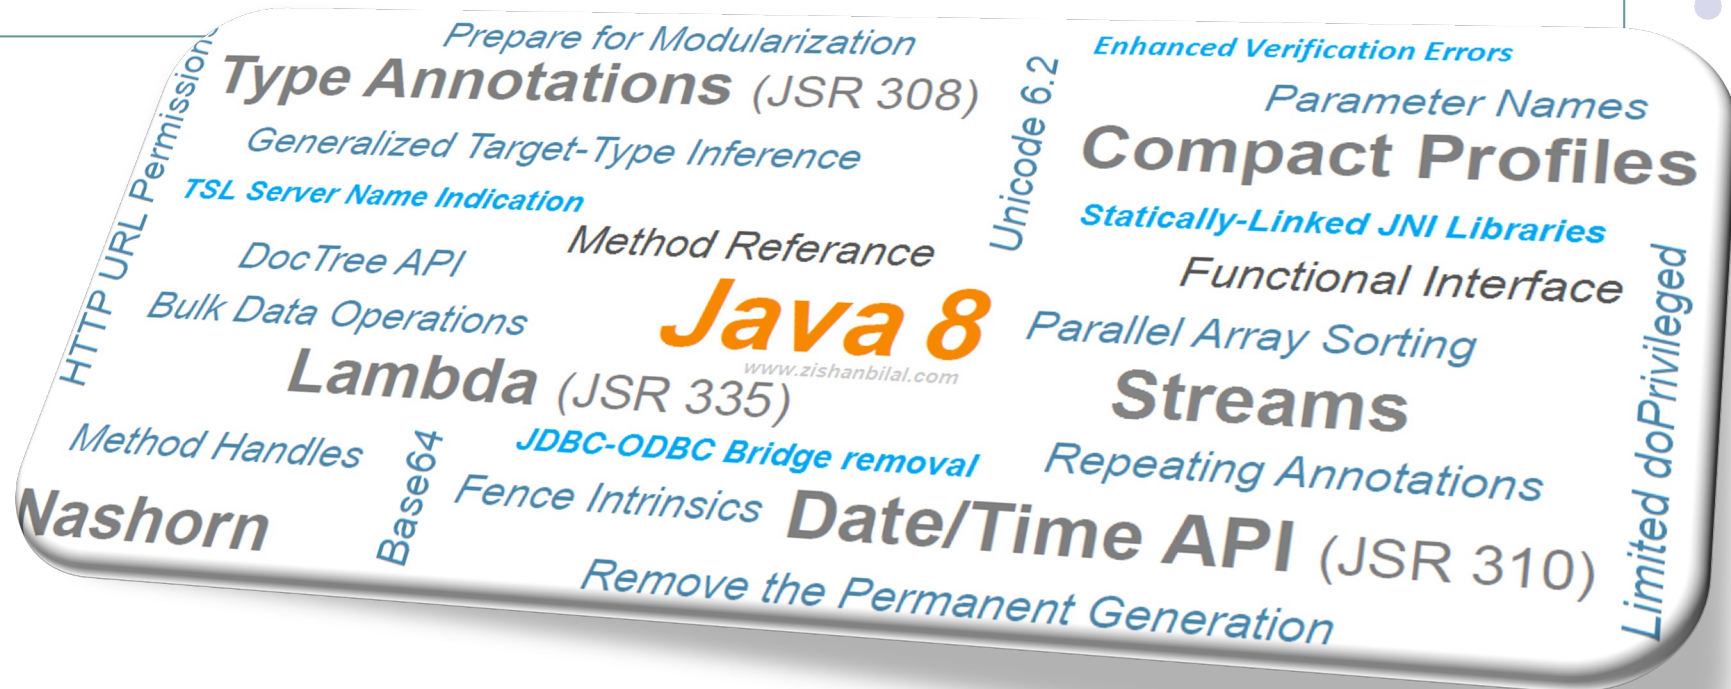 Prepare for Modularization
Enhanced Verification Errors
Type Annotations (JSR 308)
Parameter Names
Unicode 6.2
HTTP URL Permissions
Generalized Target-Type Inference
Compact Profiles
TSL Server Name Indication
Statically-Linked JNI Libraries
Method Referance
DocTree API
Functional Interface
Bulk Data Operations
Java 8
Parallel Array Sorting
www.zishanbilal.com
Lambda (JSR 335)
Streams
Limited doPrivileged
Method Handles
Base64
JDBC-ODBC Bridge removal
Repeating Annotations
Fence Intrinsics
Nashorn
Date/Time API (JSR 310)
Remove the Permanent Generation